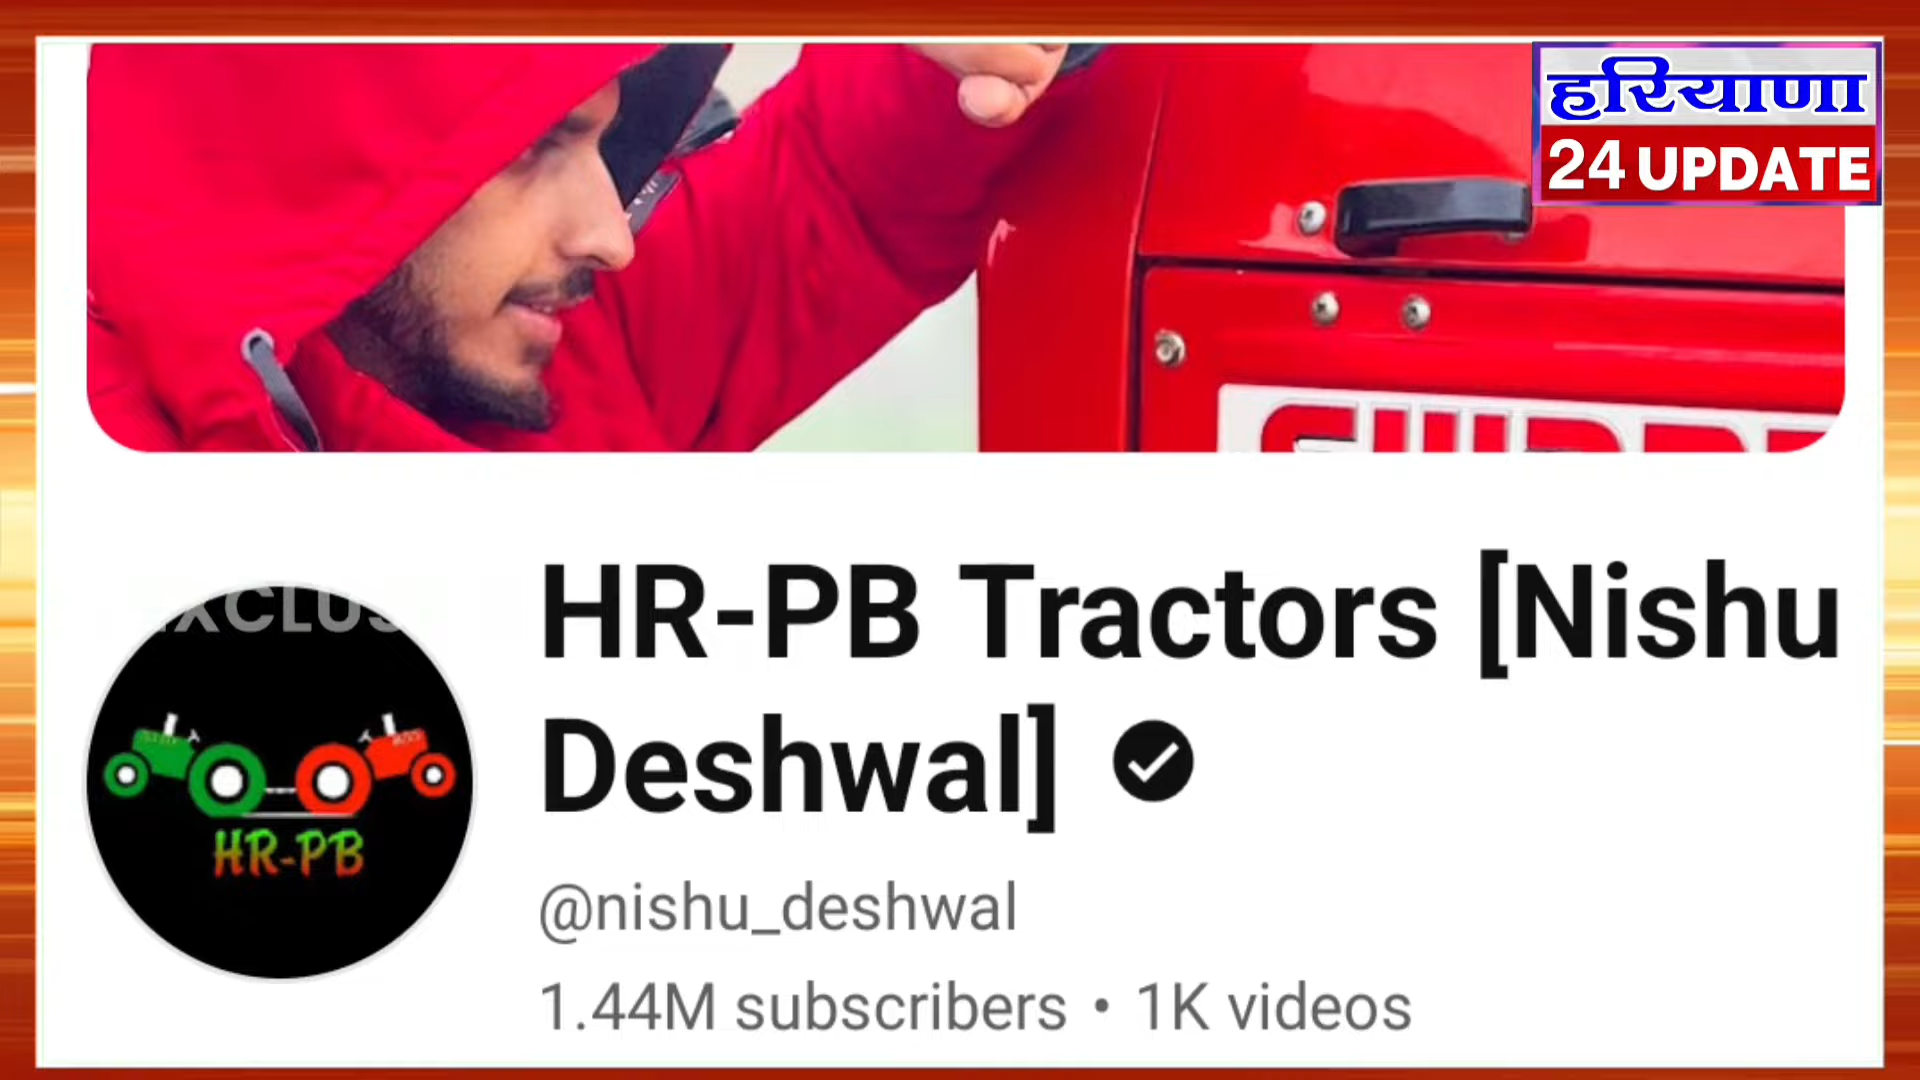 हरियाणा
24 UPDATE
HR-PB Tractors [Nishu
Deshwal]
HR-PB
@nishu_deshwal
1.44M subscribers • 1K videos